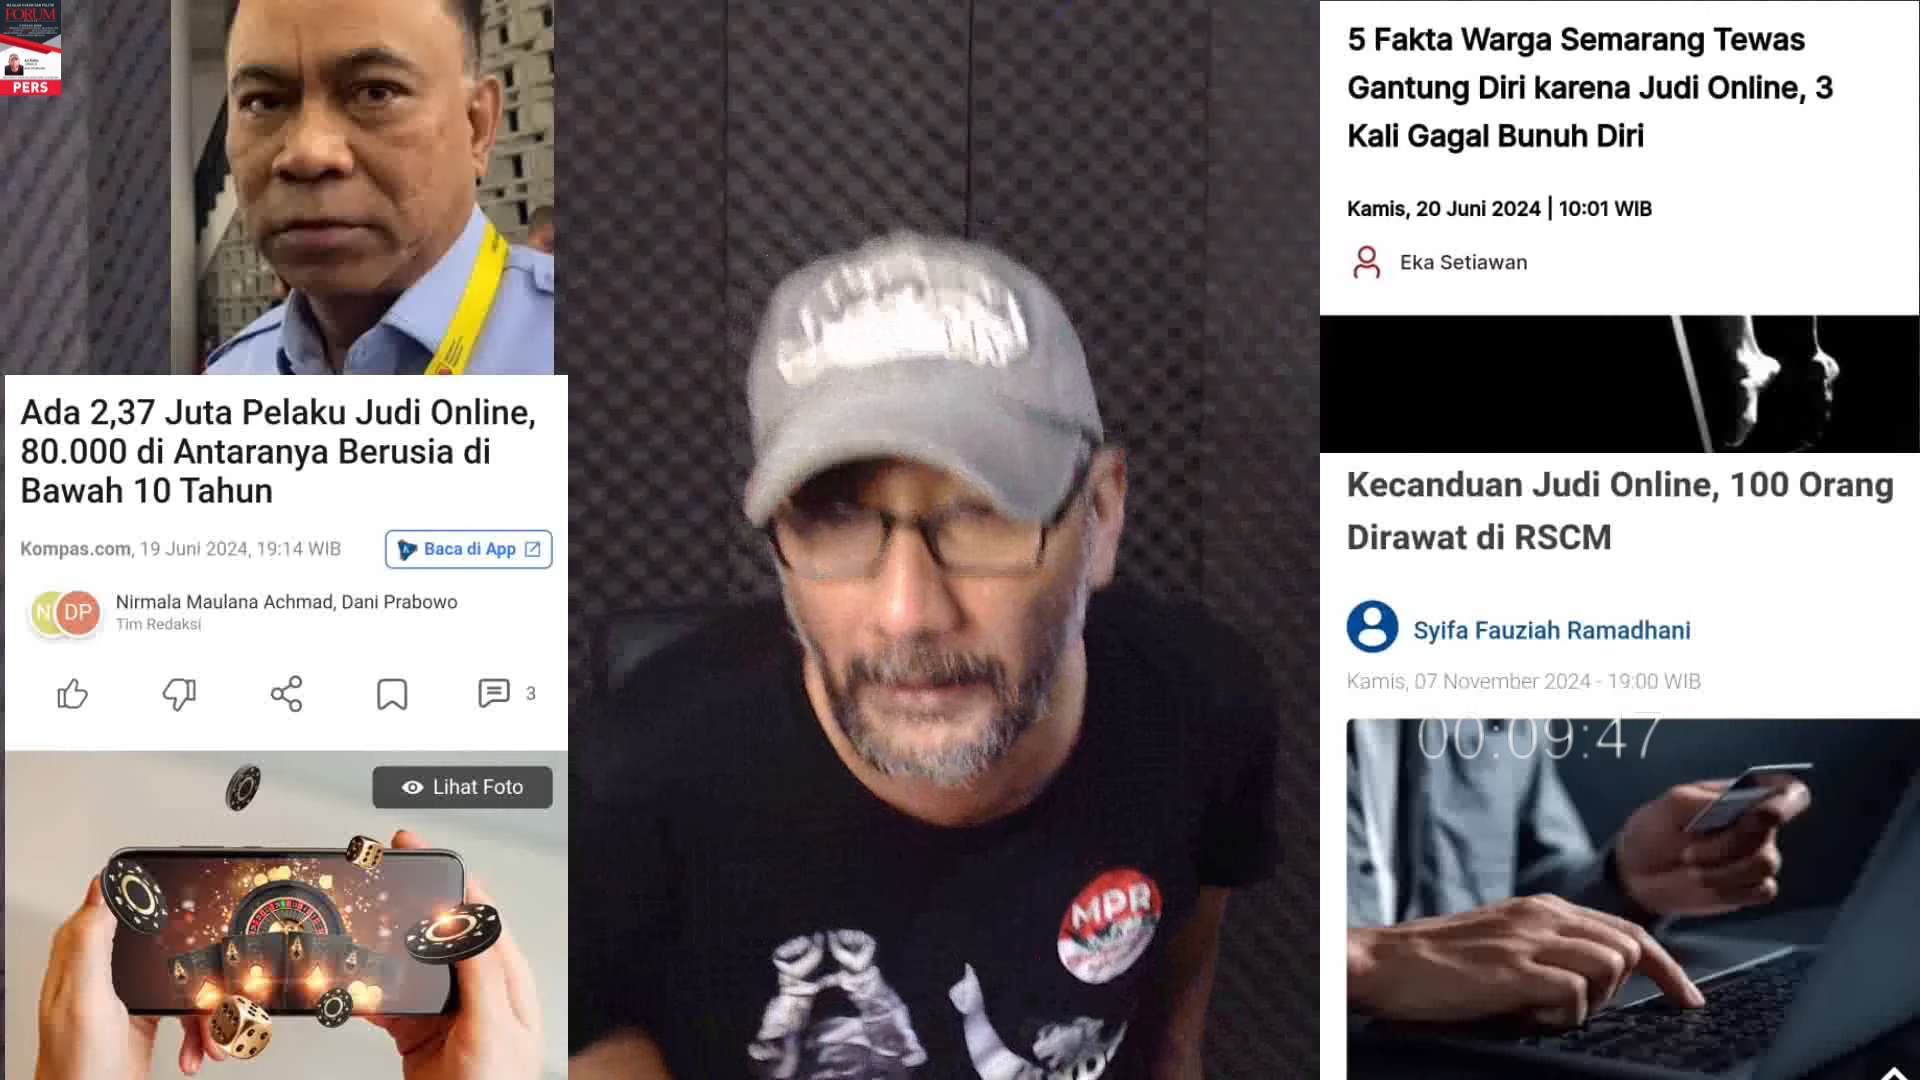 FORUM
PERS
Ada 2,37 Juta Pelaku Judi Online,
80.000 di Antaranya Berusia di
Bawah 10 Tahun
Kompas.com, 19 Juni 2024, 19:14 WIB
Baca di App
N DP
Nirmala Maulana Achmad, Dani Prabowo
Tim Redaksi
3
Lihat Foto
MPR
5 Fakta Warga Semarang Tewas
Gantung Diri karena Judi Online, 3
Kali Gagal Bunuh Diri
Kamis, 20 Juni 2024 | 10:01 WIB
Eka Setiawan
Kecanduan Judi Online, 100 Orang
Dirawat di RSCM
Syifa Fauziah Ramadhani
Kamis, 07 November 2024 - 19:00 WIB
00:09:47